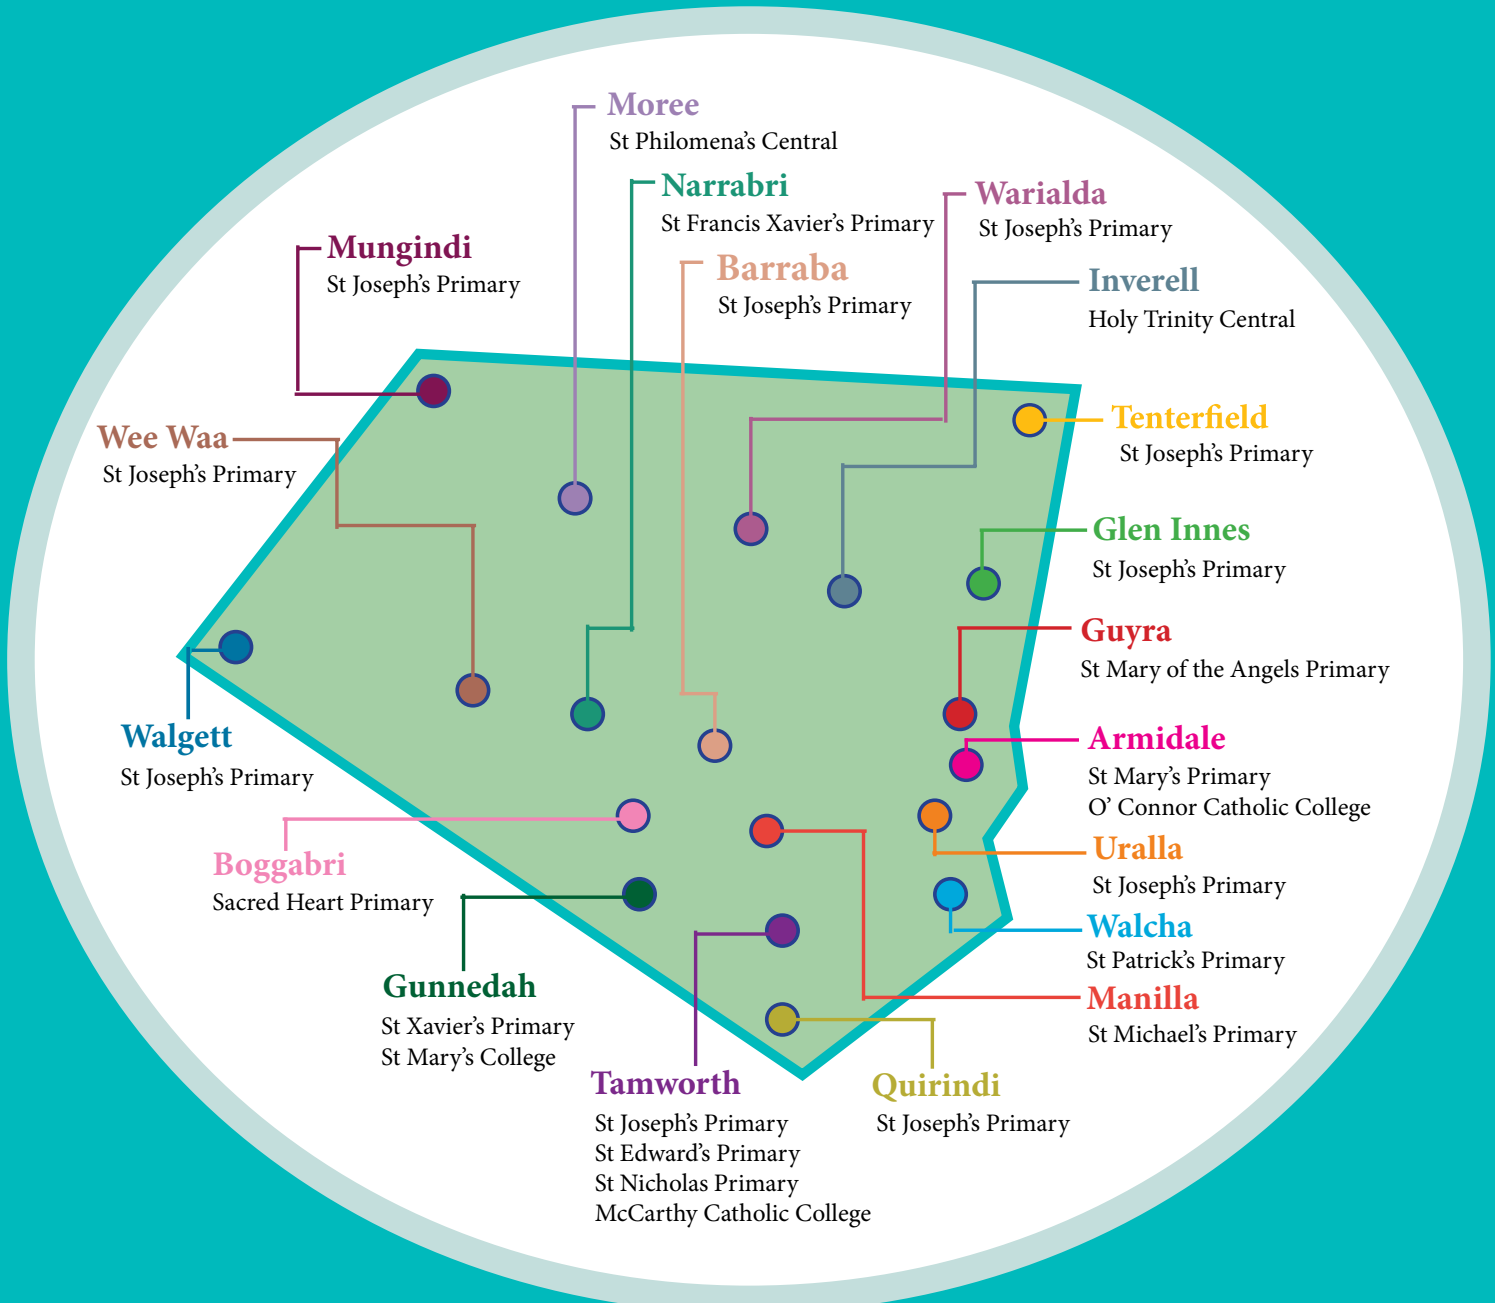 Moree
St Philomena's Central
Narrabri
St Francis Xavier's Primary
Warialda
St Joseph's Primary
Mungindi
St Joseph's Primary
Barraba
St Joseph's Primary
Inverell
Holy Trinity Central
Wee Waa
St Joseph's Primary
Tenterfield
St Joseph's Primary
Glen Innes
St Joseph's Primary
Guyra
St Mary of the Angels Primary
Walgett
St Joseph's Primary
Armidale
St Mary's Primary
O' Connor Catholic College
Boggabri
Sacred Heart Primary
Uralla
St Joseph's Primary
Walcha
St Patrick's Primary
Gunnedah
St Xavier's Primary
St Mary's College
Manilla
St Michael's Primary
Tamworth
St Joseph's Primary
St Edward's Primary
St Nicholas Primary
McCarthy Catholic College
Quirindi
St Joseph's Primary